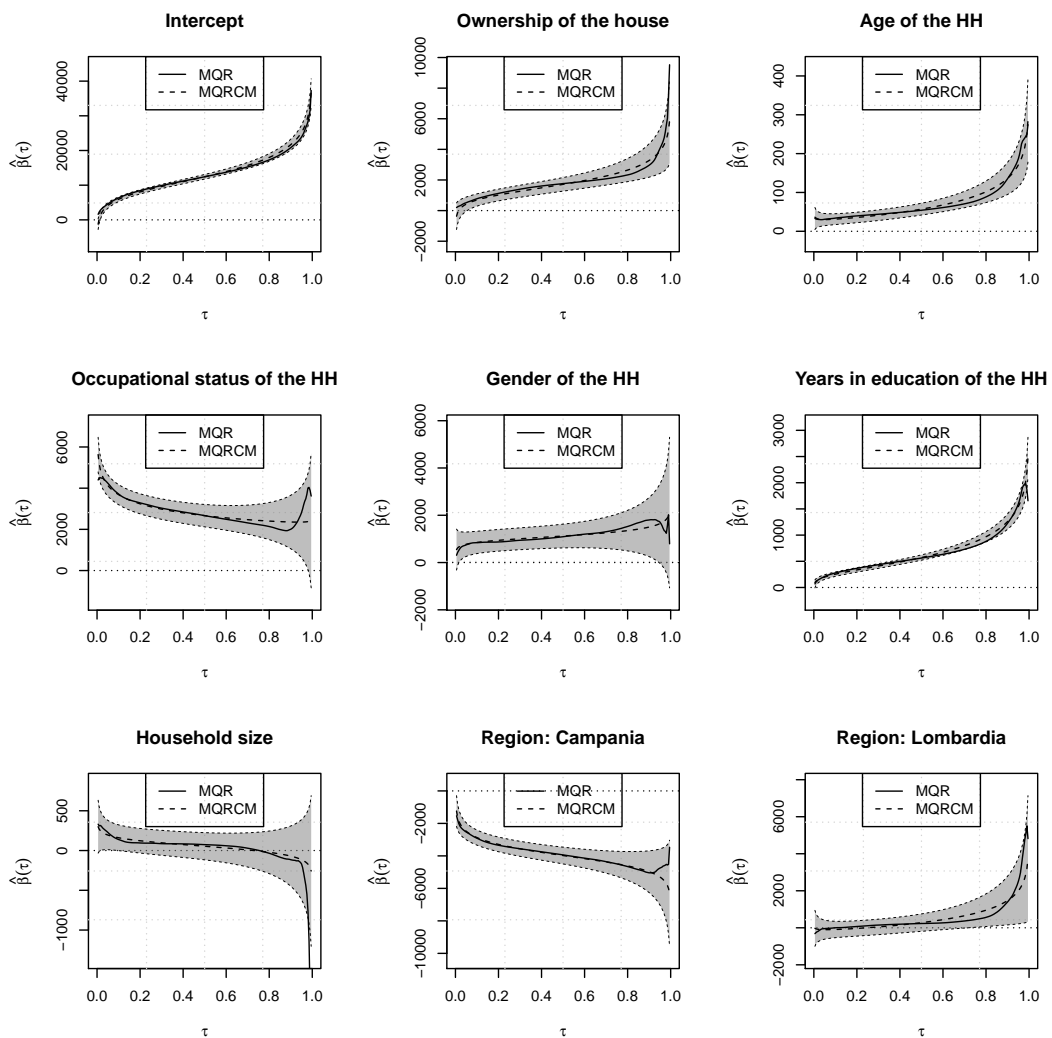 Intercept
MQR
MQRCM
β̂(τ)
0
20000
40000
0.0 0.2 0.4 0.6 0.8 1.0
τ
Ownership of the house
MQR
MQRCM
β̂(τ)
−2000
2000
6000
10000
0.0 0.2 0.4 0.6 0.8 1.0
τ
Age of the HH
MQR
MQRCM
β̂(τ)
0
100
200
300
400
0.0 0.2 0.4 0.6 0.8 1.0
τ
Occupational status of the HH
MQR
MQRCM
β̂(τ)
0
2000
4000
6000
0.0 0.2 0.4 0.6 0.8 1.0
τ
Gender of the HH
MQR
MQRCM
β̂(τ)
−2000
0
2000
4000
6000
0.0 0.2 0.4 0.6 0.8 1.0
τ
Years in education of the HH
MQR
MQRCM
β̂(τ)
0
1000
2000
3000
0.0 0.2 0.4 0.6 0.8 1.0
τ
Household size
MQR
MQRCM
β̂(τ)
−1000
0
500
0.0 0.2 0.4 0.6 0.8 1.0
τ
Region: Campania
MQR
MQRCM
β̂(τ)
−10000
−6000
−2000
0.0 0.2 0.4 0.6 0.8 1.0
τ
Region: Lombardia
MQR
MQRCM
β̂(τ)
−2000
2000
6000
0.0 0.2 0.4 0.6 0.8 1.0
τ